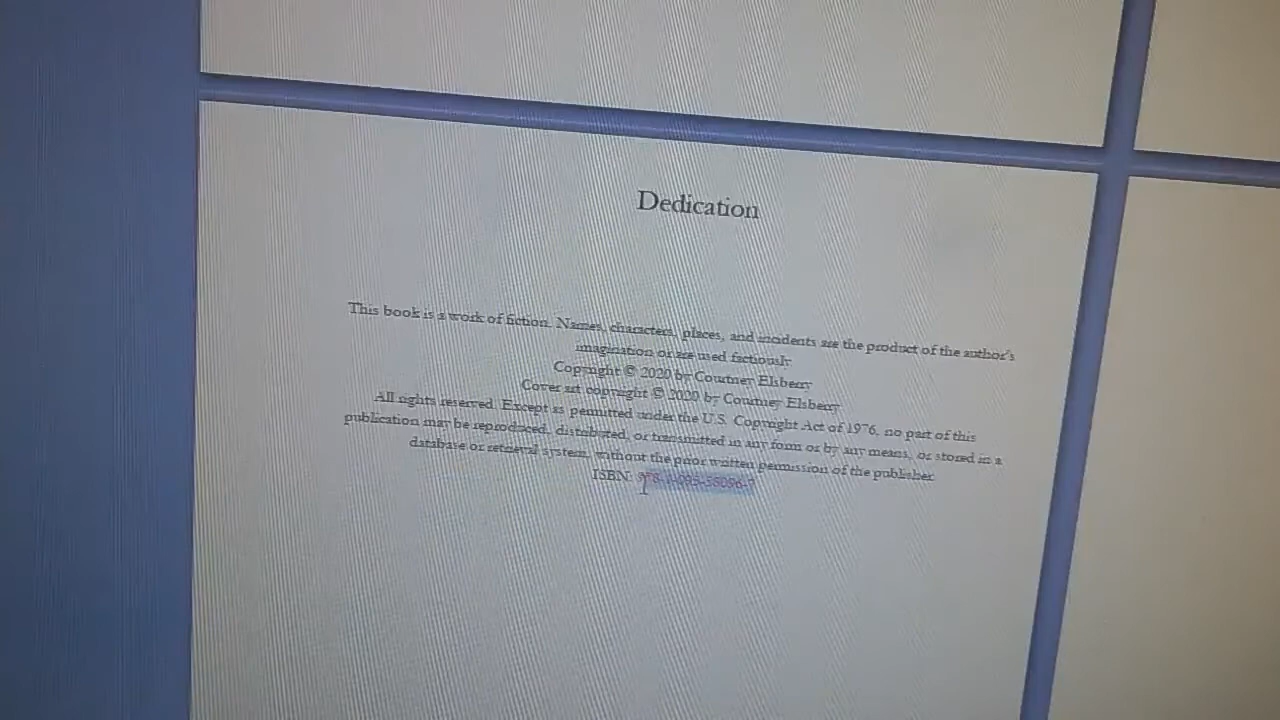 Dedication
This book is a work of fiction. Names, characters, places, and incidents are the product of the author's
imagination or are used fictiously.
Copyright © 2020 by Courtney Elsberry
Cover art copyright © 2020 by Courtney Elsberry
All rights reserved. Except as permitted under the U.S. Copyright Act of 1976, no part of this
publication may be reproduced, distributed, or transmitted in any form or by any means, or stored in a
database or retrieval system, without the prior written permission of the publisher.
ISBN: